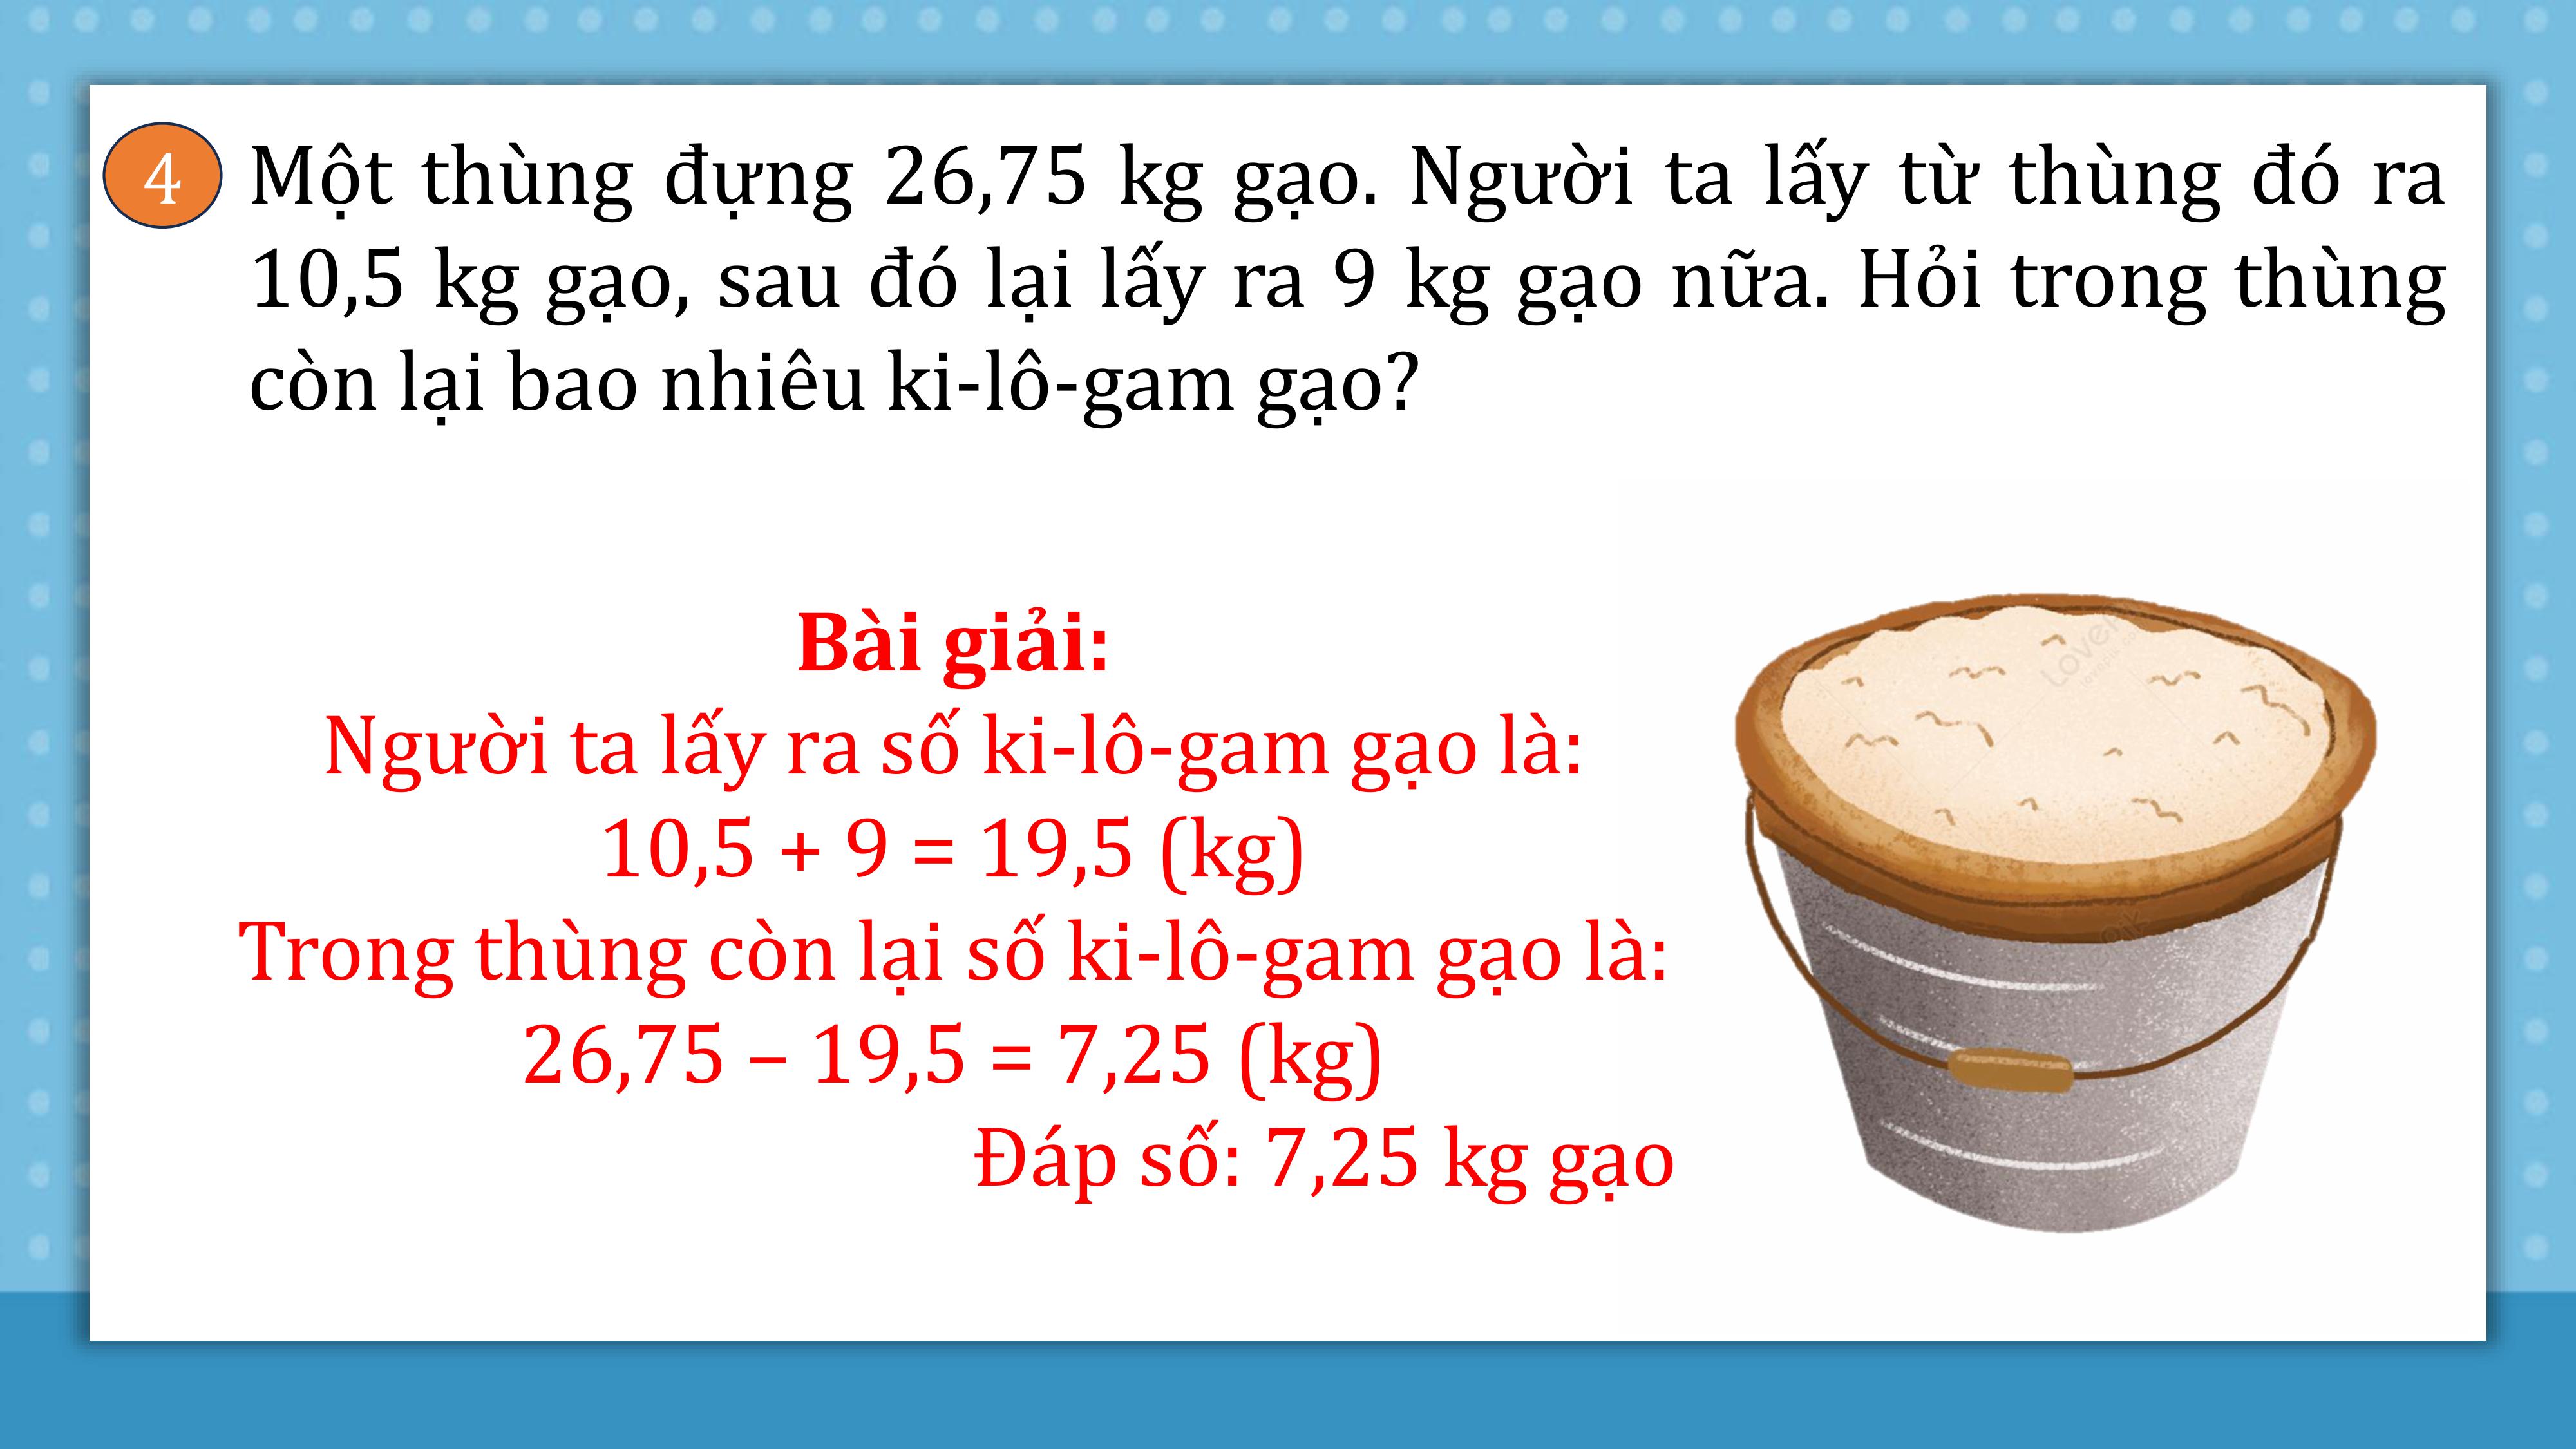 4
Một thùng đựng 26,75 kg gạo. Người ta lấy từ thùng đó ra
10,5 kg gạo, sau đó lại lấy ra 9 kg gạo nữa. Hỏi trong thùng
còn lại bao nhiêu ki-lô-gam gạo?
Bài giải:
Người ta lấy ra số ki-lô-gam gạo là:
10,5 + 9 = 19,5 (kg)
Trong thùng còn lại số ki-lô-gam gạo là:
26,75 – 19,5 = 7,25 (kg)
Đáp số: 7,25 kg gạo